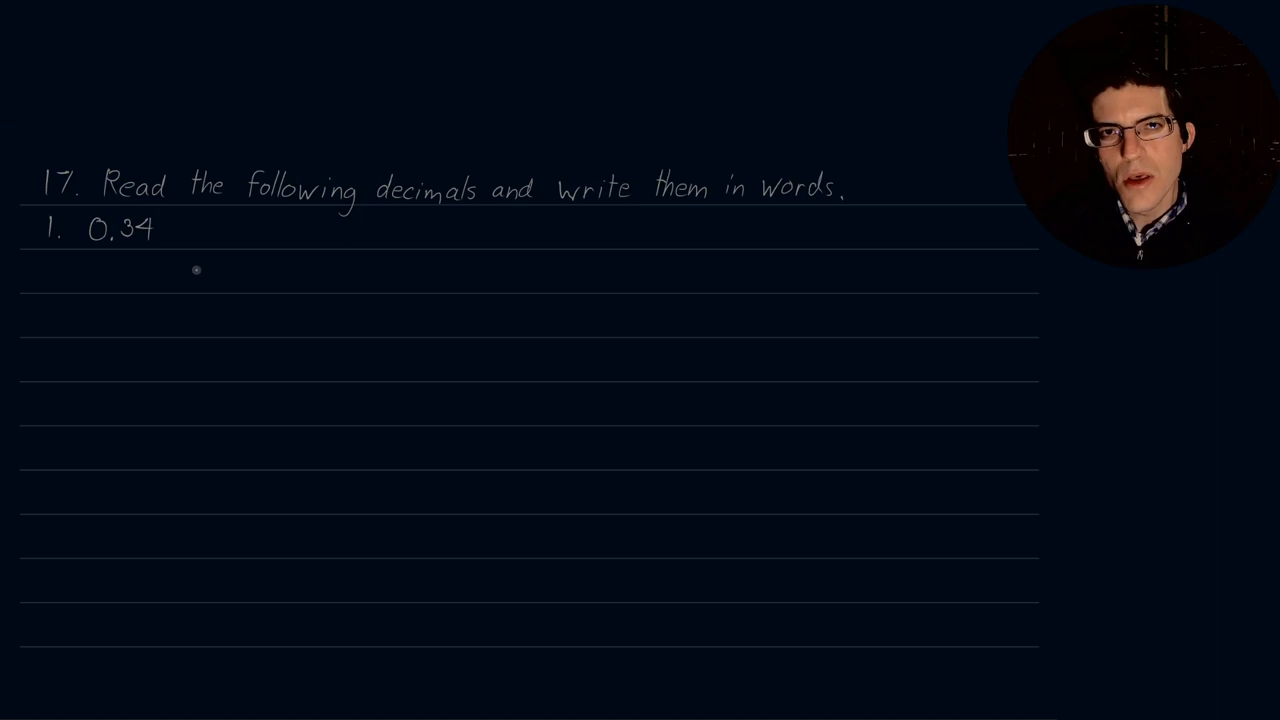 17. Read the following decimals and write them in words.
1. 0.34